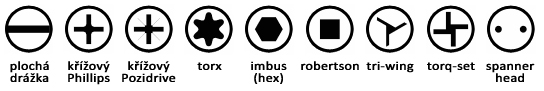 plochá
drážka
křížový
Phillips
křížový
Pozidrive
torx
imbus
(hex)
robertson
tri-wing
torq-set
spanner
head